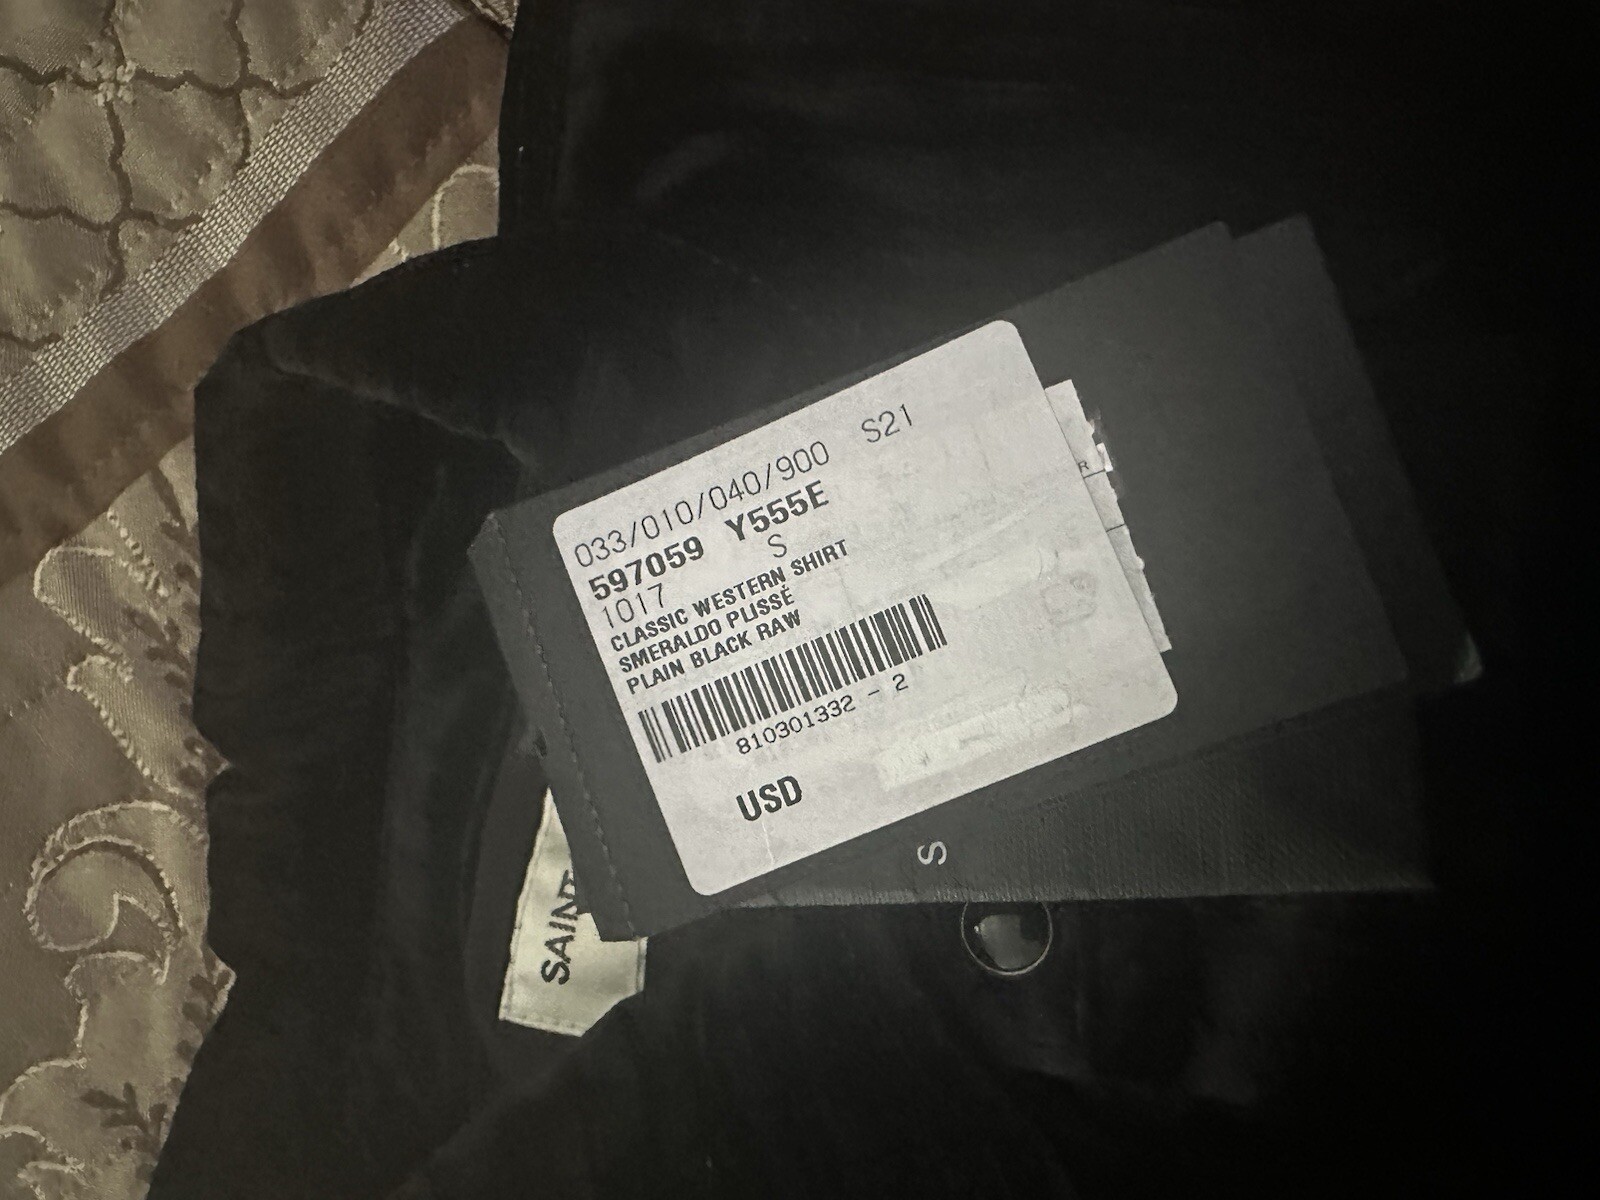 033/010/040/900 S21
597059 Y555E
1017 S
CLASSIC WESTERN SHIRT
SMERALDO PLISSÉ
PLAIN BLACK RAW
810301332 - 2
USD
R
S
SAINT